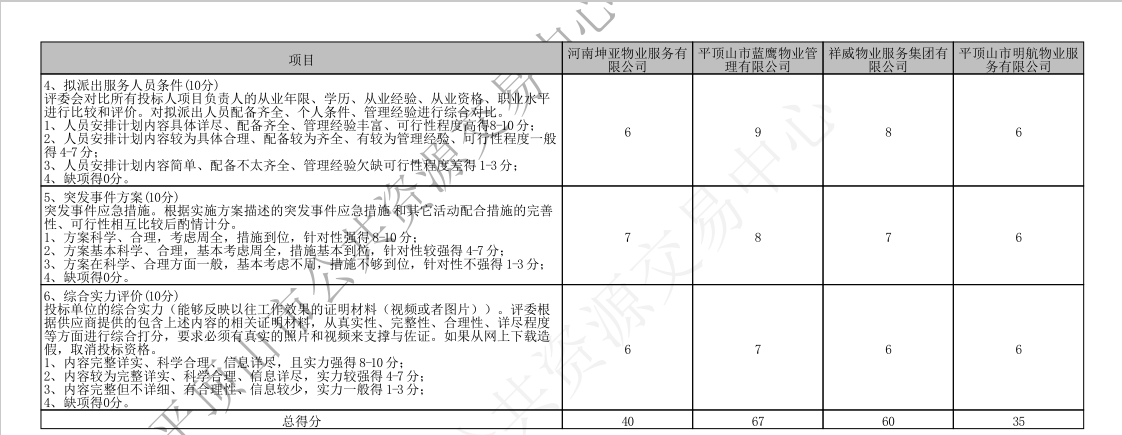 项目
河南坤亚物业服务有
限公司
平顶山市蓝鹰物业管
理有限公司
祥威物业服务集团有
限公司
平顶山市明航物业服
务有限公司
4、拟派出服务人员条件(10分)
评委会对比所有投标人项目负责人的从业年限、学历、从业经验、从业资格、职业水平
进行比较和评价。对拟派出人员配备齐全、个人条件、管理经验进行综合对比。
1、人员安排计划内容具体详尽、配备齐全、管理经验丰富、可行性程度高得8-10分；
2、人员安排计划内容较为具体合理、配备较为齐全、有较为管理经验、可行性程度一般
得4-7分；
3、人员安排计划内容简单、配备不太齐全、管理经验欠缺可行性程度差得1-3分；
4、缺项得0分。
6
9
8
6
5、突发事件方案(10分)
突发事件应急措施。根据实施方案描述的突发事件应急措施和其它活动配合措施的完善
性、可行性相互比较后酌情计分。
1、方案科学、合理，考虑周全，措施到位，针对性强得8-10分；
2、方案基本科学、合理，基本考虑周全，措施基本到位，针对性较强得4-7分；
3、方案在科学、合理方面一般，基本考虑不周，措施不够到位，针对性不强得1-3分；
4、缺项得0分。
7
8
7
6
6、综合实力评价(10分)
投标单位的综合实力（能够反映以往工作效果的证明材料（视频或者图片））。评委根
据供应商提供的包含上述内容的相关证明材料，从真实性、完整性、合理性、详尽程度
等方面进行综合打分，要求必须有真实的照片和视频来支撑与佐证。如果从网上下载造
假，取消投标资格。
1、内容完整详实、科学合理、信息详尽，且实力强得8-10分；
2、内容较为完整详实、科学合理、信息详尽，实力较强得4-7分；
3、内容完整但不详细、有合理性、信息较少，实力一般得1-3分；
4、缺项得0分。
6
7
6
6
总得分
40
67
60
35
平顶山市公共资源交易中心
共资源交易中心